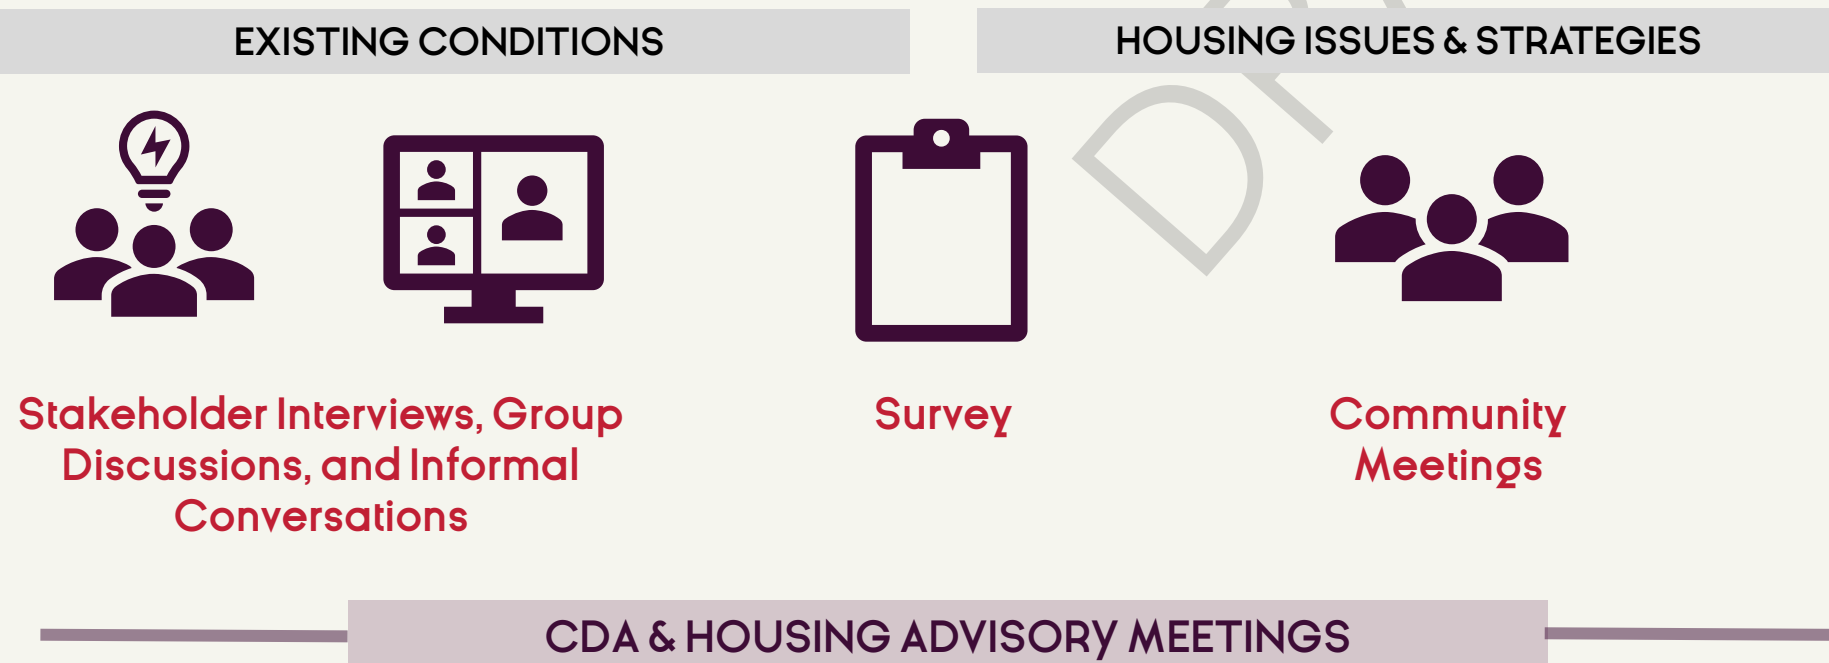 EXISTING CONDITIONS
HOUSING ISSUES & STRATEGIES
Stakeholder Interviews, Group
Discussions, and Informal
Conversations
Survey
Community
Meetings
CDA & HOUSING ADVISORY MEETINGS